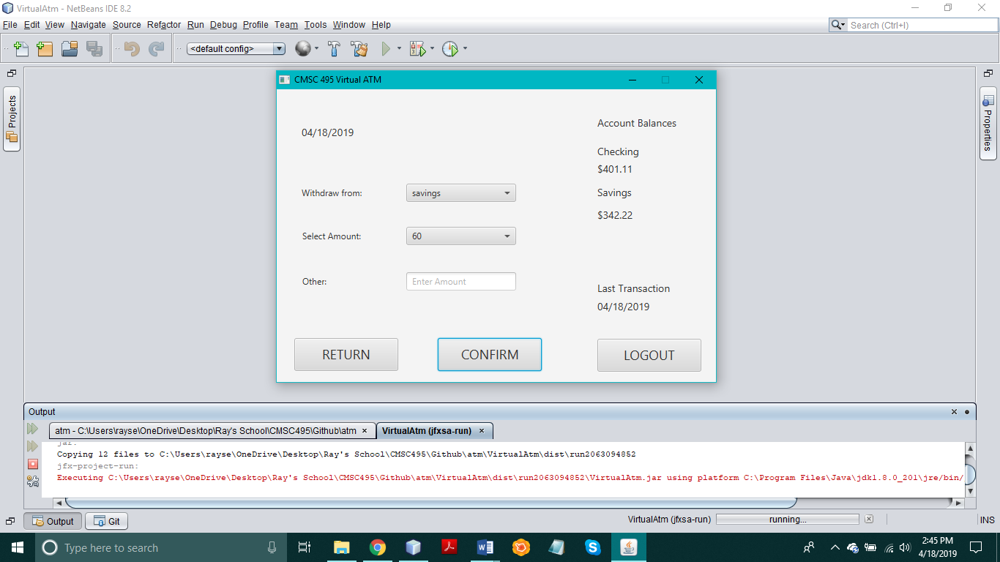 VirtualAtm - NetBeans IDE 8.2
File Edit View Navigate Source Refactor Run Debug Profile Team Tools Window Help
Search (Ctrl+I)
<default config>
Projects
Properties
CMSC 495 Virtual ATM
04/18/2019
Account Balances
Checking
$401.11
Withdraw from: savings
Savings
$342.22
Select Amount: 60
Other: Enter Amount
Last Transaction
04/18/2019
RETURN CONFIRM LOGOUT
Output
atm - C:\Users\rayse\OneDrive\Desktop\Ray's School\CMSC495\Github\atm
VirtualAtm (jfxsa-run)
jar:
Copying 12 files to C:\Users\rayse\OneDrive\Desktop\Ray's School\CMSC495\Github\atm\VirtualAtm\dist\run2063094852
jfx-project-run:
Executing C:\Users\rayse\OneDrive\Desktop\Ray's School\CMSC495\Github\atm\VirtualAtm\dist\run2063094852\VirtualAtm.jar using platform C:\Program Files\Java\jdk1.8.0_201\jre/bin/
Output Git
VirtualAtm (jfxsa-run) running... INS
Type here to search
2:45 PM
4/18/2019